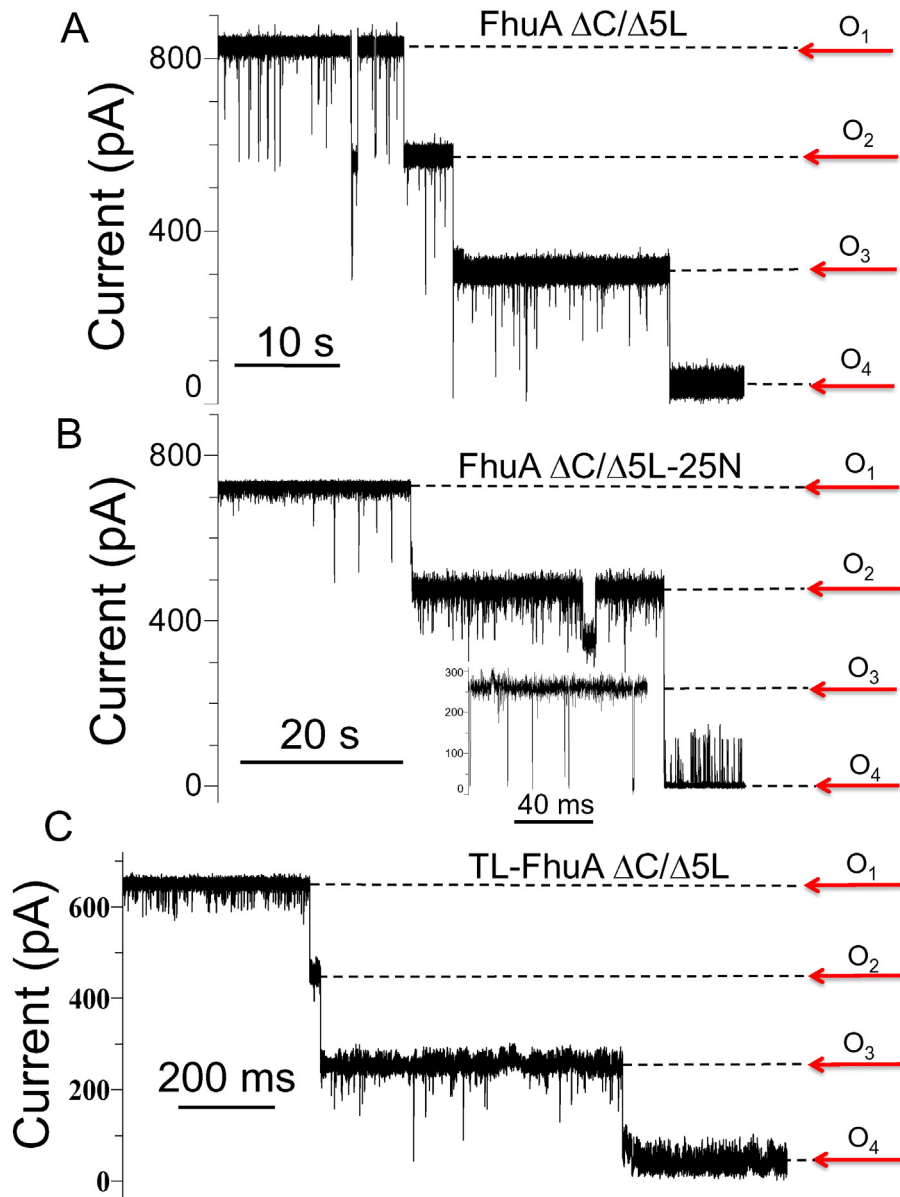 A
FhuA ΔC/Δ5L
Current (pA)
800
400
0
10 s
O₁
O₂
O₃
O₄
B
FhuA ΔC/Δ5L-25N
Current (pA)
800
400
0
20 s
300
200
100
0
40 ms
O₁
O₂
O₃
O₄
C
TL-FhuA ΔC/Δ5L
Current (pA)
600
400
200
0
200 ms
O₁
O₂
O₃
O₄